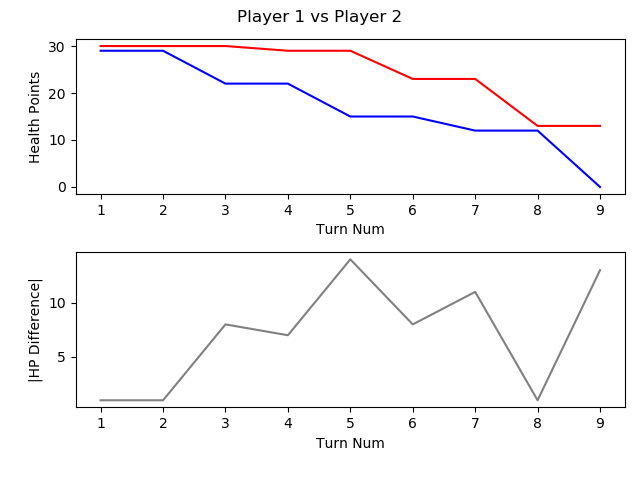 Player 1 vs Player 2
30
20
10
0
Health Points
1 2 3 4 5 6 7 8 9
Turn Num
10
5
|HP Difference|
1 2 3 4 5 6 7 8 9
Turn Num